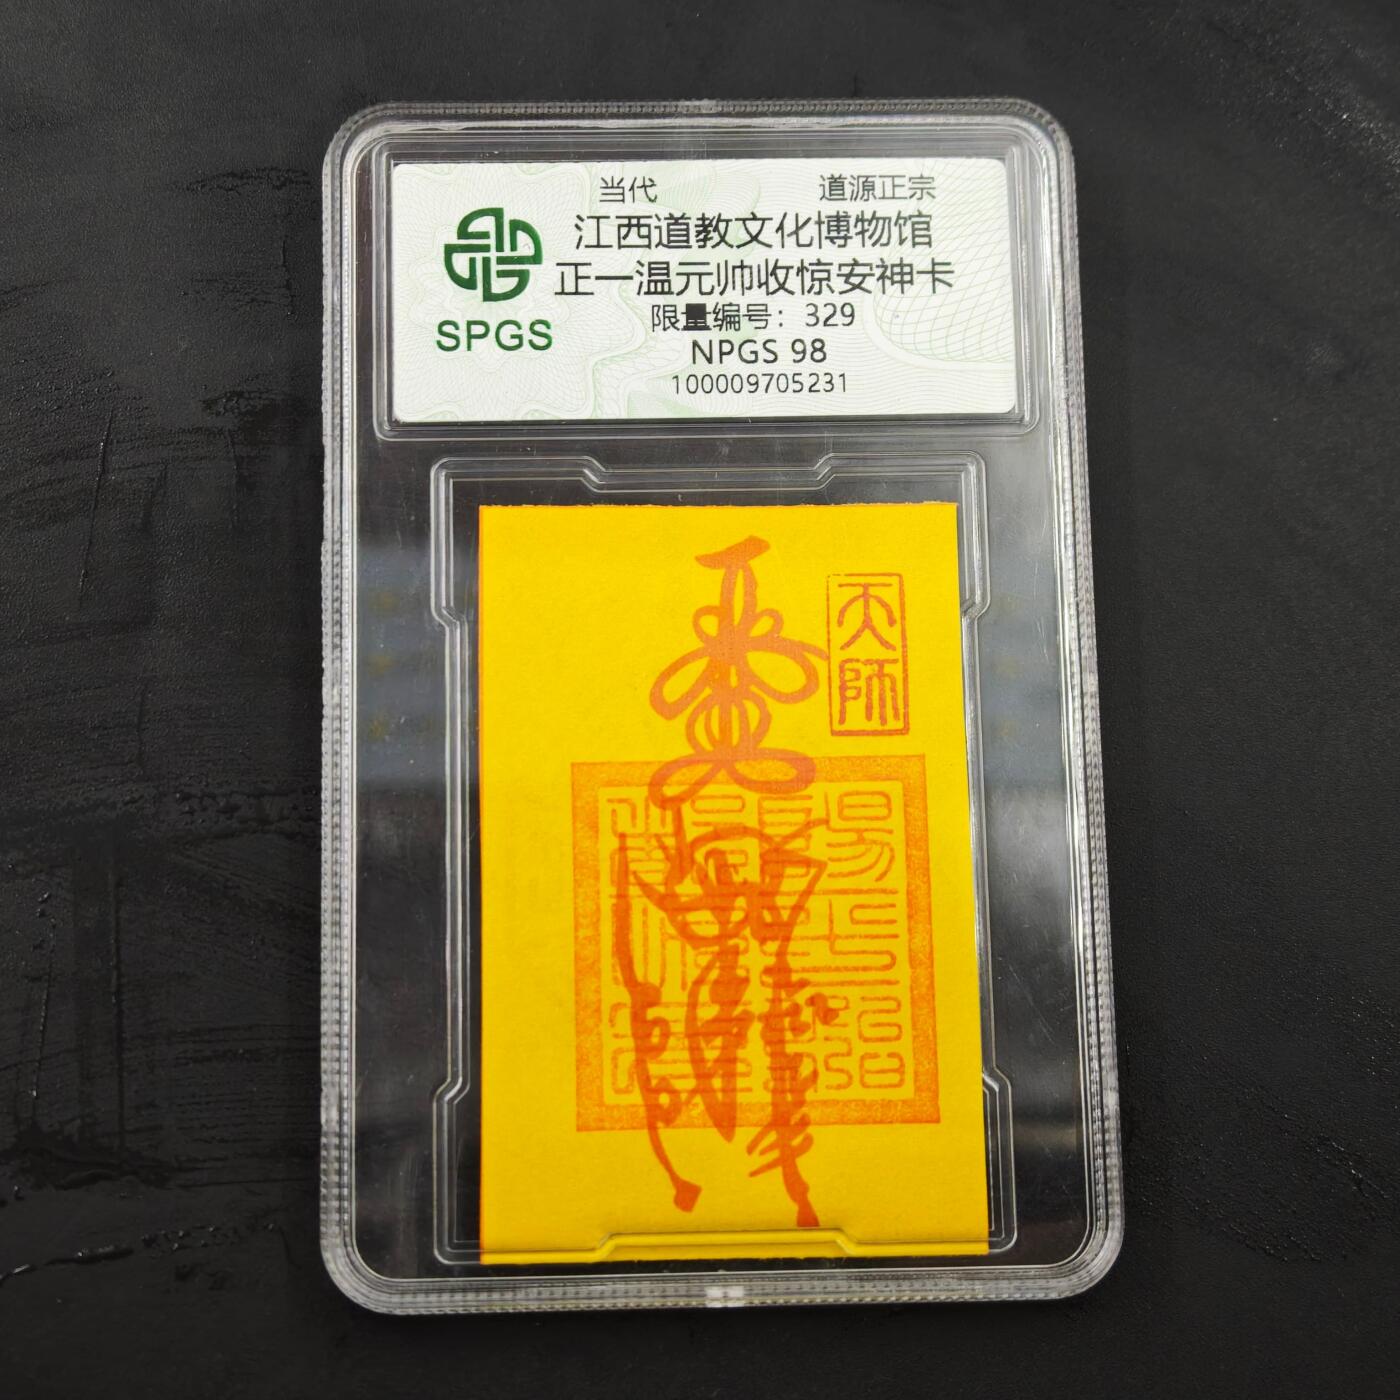 当代 道源正宗
江西道教文化博物馆
正一温元帅收惊安神卡
限量编号：329
NPGS 98
100009705231
SPGS
天師